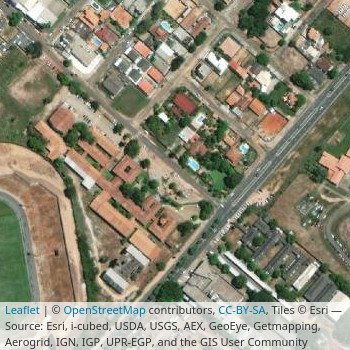 Leaflet | © OpenStreetMap contributors, CC-BY-SA, Tiles © Esri —
Source: Esri, i-cubed, USDA, USGS, AEX, GeoEye, Getmapping,
Aerogrid, IGN, IGP, UPR-EGP, and the GIS User Community